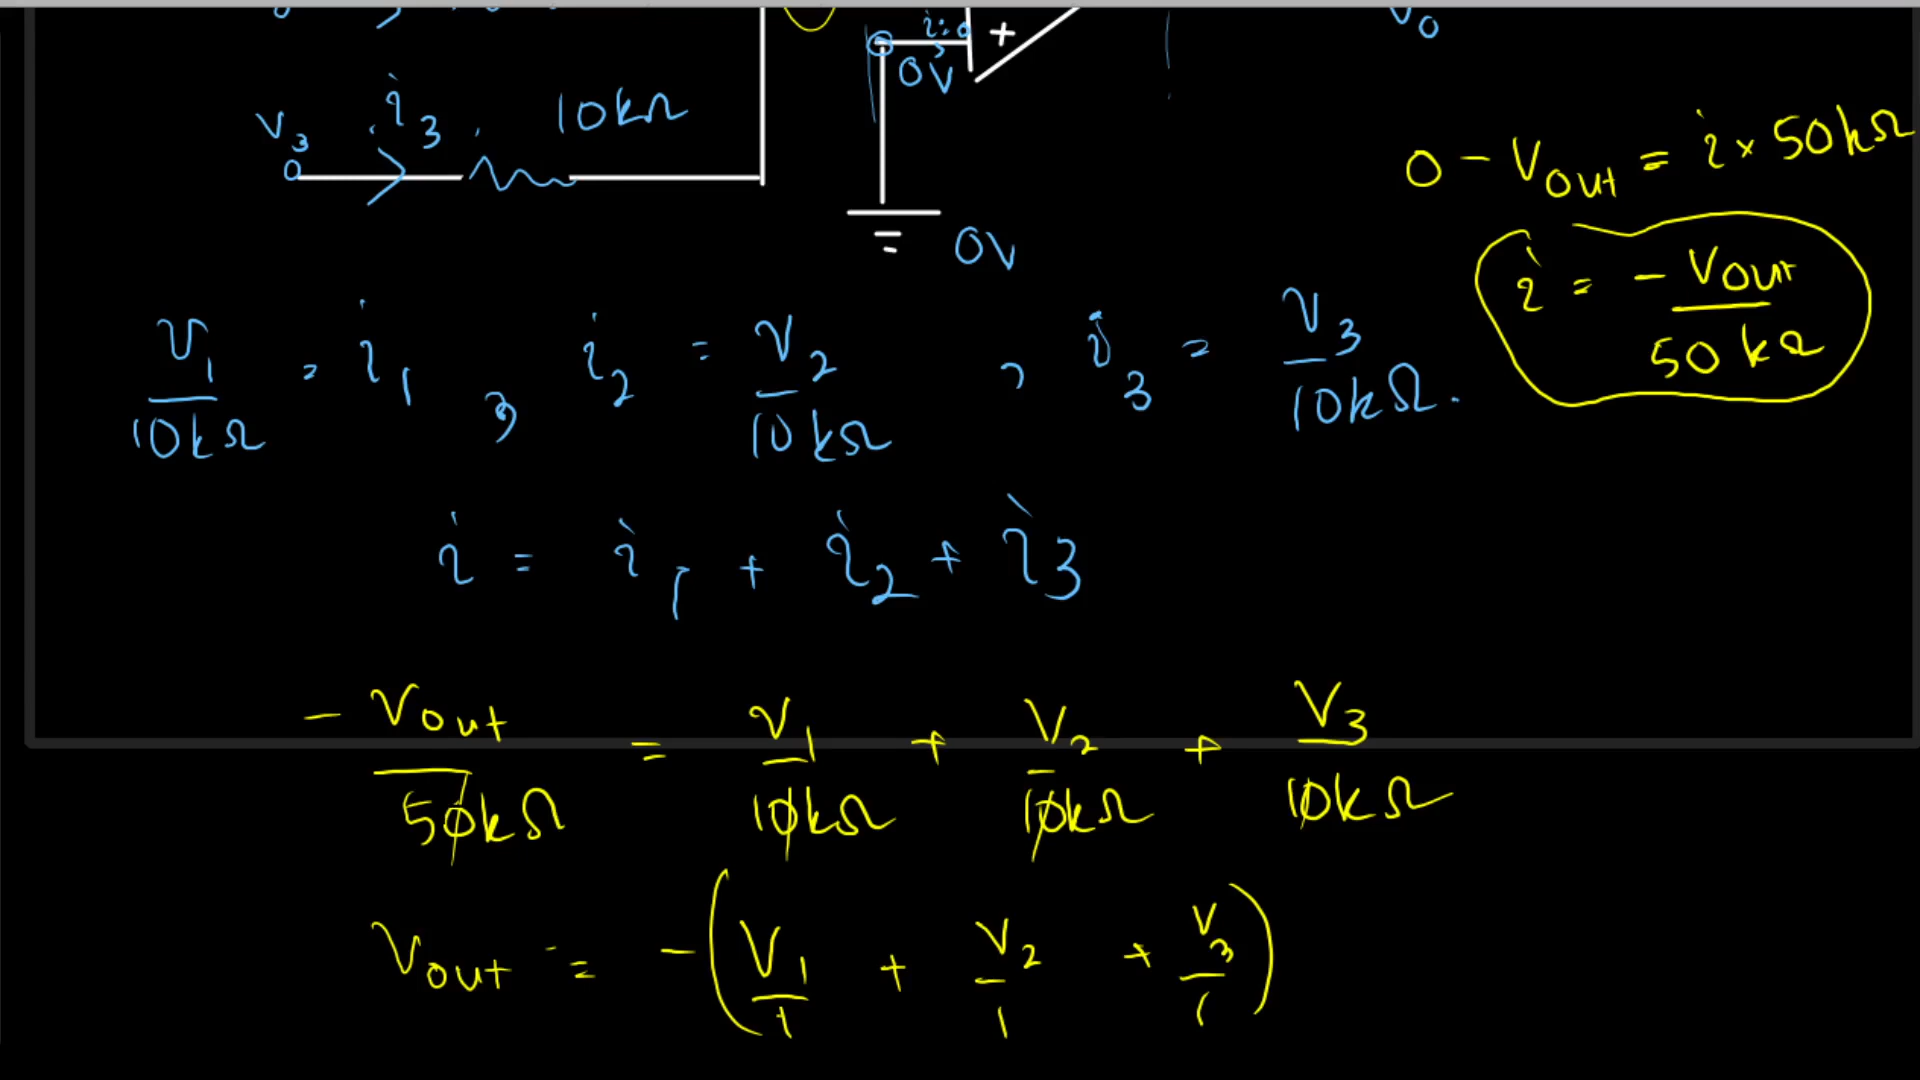 i=0 +
0V
V0
V3 i3 10kΩ
0V
0 - Vout = i × 50kΩ
i = - Vout / 50kΩ
V1 / 10kΩ = i1 , i2 = V2 / 10kΩ , i3 = V3 / 10kΩ.
i = i1 + i2 + i3
- Vout / 50kΩ = V1 / 10kΩ + V2 / 10kΩ + V3 / 10kΩ
Vout = - ( V1 / 1 + V2 / 1 + V3 / 1 )